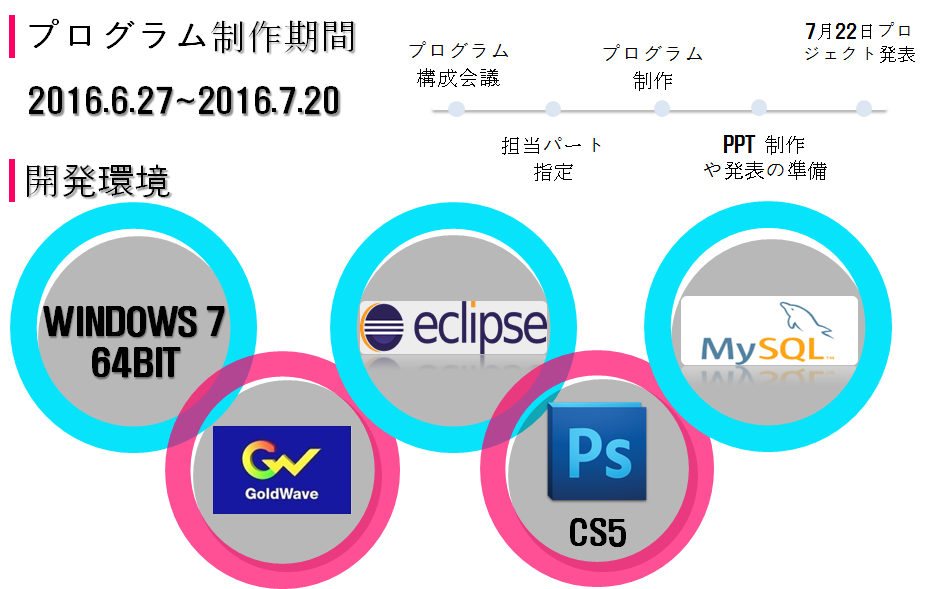 プログラム制作期間
2016.6.27~2016.7.20
プログラム
構成会議
担当パート
指定
プログラム
制作
PPT 制作
や発表の準備
7月22日プロ
ジェクト発表
開発環境
WINDOWS 7
64BIT
eclipse
MySQL™
GW
GoldWave
Ps
CS5